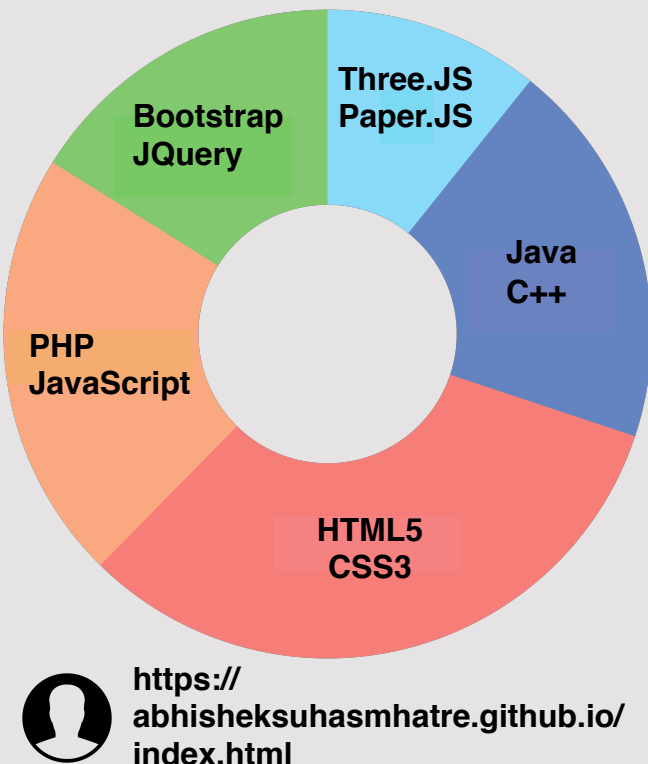 Three.JS
Paper.JS
Bootstrap
JQuery
Java
C++
PHP
JavaScript
HTML5
CSS3
https://
abhisheksuhasmhatre.github.io/
index.html